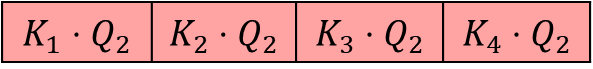 K₁ · Q₂ K₂ · Q₂ K₃ · Q₂ K₄ · Q₂